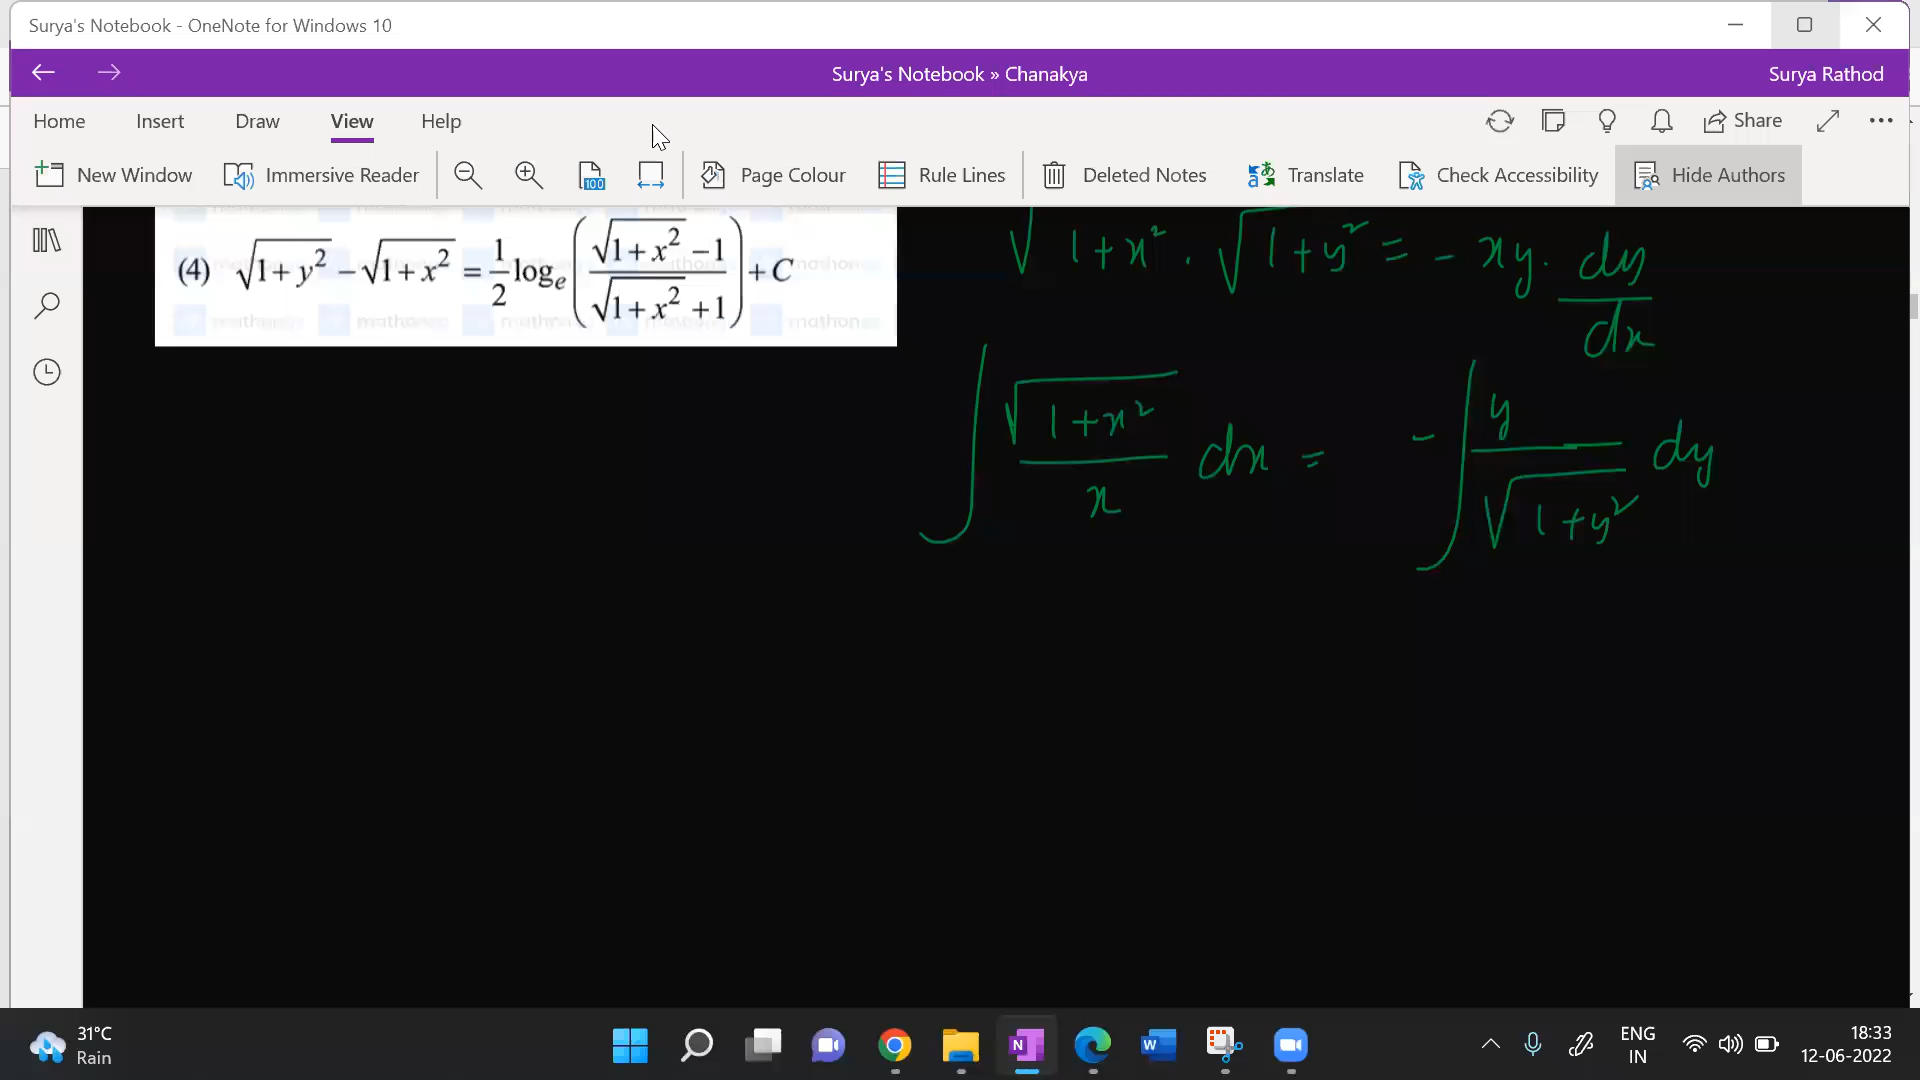 Surya's Notebook - OneNote for Windows 10
Surya's Notebook » Chanakya
Surya Rathod
Home Insert Draw View Help
Share
New Window Immersive Reader 100 Page Colour Rule Lines Deleted Notes Translate Check Accessibility Hide Authors
(4) √(1+y²) − √(1+x²) = 1/2 logₑ((√(1+x²) − 1)/(√(1+x²) + 1)) + C
√(1+x²) . √(1+y²) = - xy. dy/dx
∫ √(1+x²)/x dx = - ∫ y/√(1+y²) dy
31°C
Rain
ENG
IN
18:33
12-06-2022